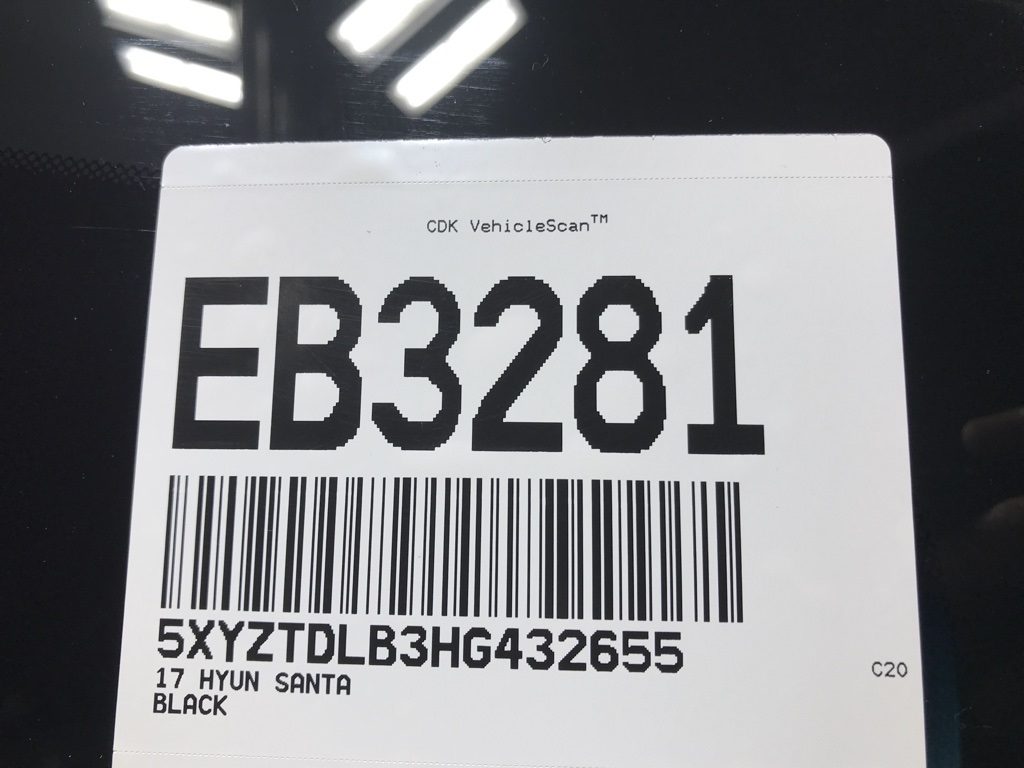 CDK VehicleScan™
EB3281
5XYZTDLB3HG432655
17 HYUN SANTA
BLACK
C20